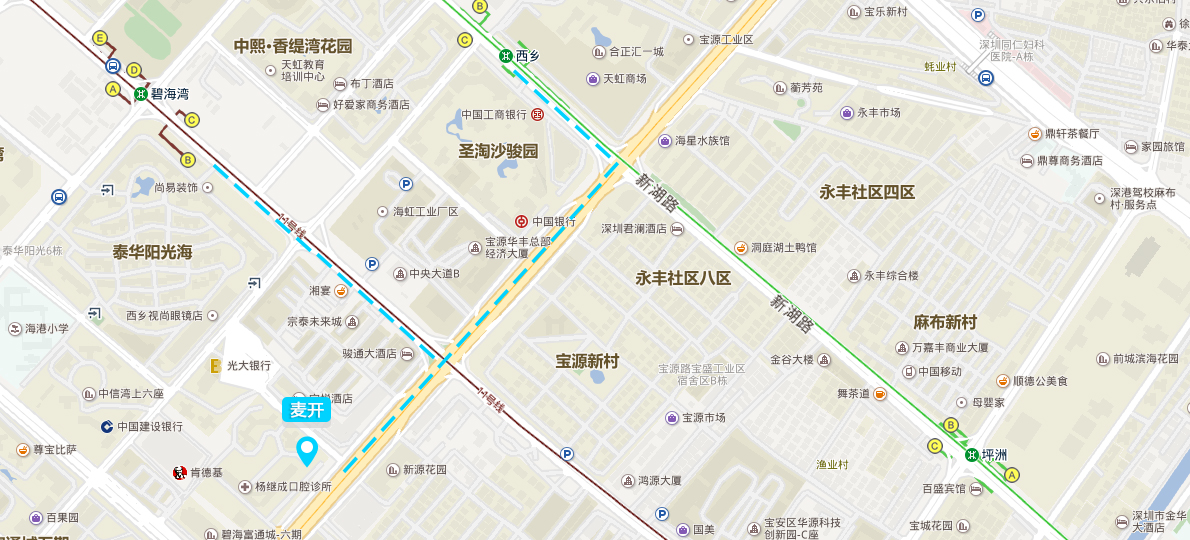 B
宝乐新村
P
徐
E
C
中熙·香缇湾花园
合正汇一城
宝源工业区
深圳同仁妇科
医院-A栋
华泰
西乡
天虹教育
培训中心
D
天虹商场
蚝业村
A
碧海湾
布丁酒店
好爱家商务酒店
蘅芳苑
C
中国工商银行
永丰市场
鼎轩茶餐厅
海星水族馆
家园旅馆
B
圣淘沙骏园
鼎尊商务酒店
尚易装饰
P
新湖路
永丰社区四区
深港驾校麻布
村·服务点
海虹工业厂区
中国银行
11号线
深圳君澜酒店
泰华阳光6栋
泰华阳光海
宝源华丰总部
经济大厦
洞庭湖土鸭馆
P
中央大道B
永丰社区八区
永丰综合楼
湘宴
新湖路
西乡视尚眼镜店
宗泰未来城
麻布新村
海港小学
万嘉丰商业大厦
骏通大酒店
宝源新村
金谷大楼
前城滨海花园
光大银行
宝源路宝盛工业区
宿舍区B栋
中国移动
顺德公美食
中信湾上六座
11号线
舞茶道
母婴家
麦开
宝源市场
中国建设银行
B
尊宝比萨
C
坪洲
P
渔业村
肯德基
新源花园
A
杨继成口腔诊所
鸿源大厦
百盛宾馆
百果园
P
国美
宝安区华源科技
创新园-C座
宝城花园
深圳市金华
大酒店
碧海富通城-六期